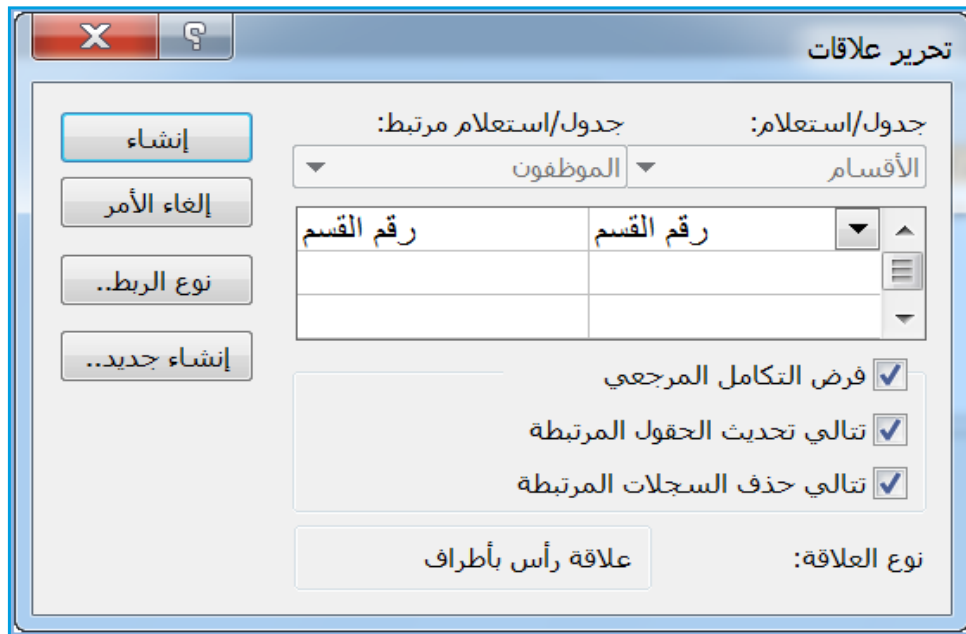 تحرير علاقات
جدول/استعلام: جدول/استعلام مرتبط:
الأقسام الموظفون
رقم القسم رقم القسم
فرض التكامل المرجعي
تتالي تحديث الحقول المرتبطة
تتالي حذف السجلات المرتبطة
نوع العلاقة: علاقة رأس بأطراف
إنشاء
إلغاء الأمر
نوع الربط..
إنشاء جديد..